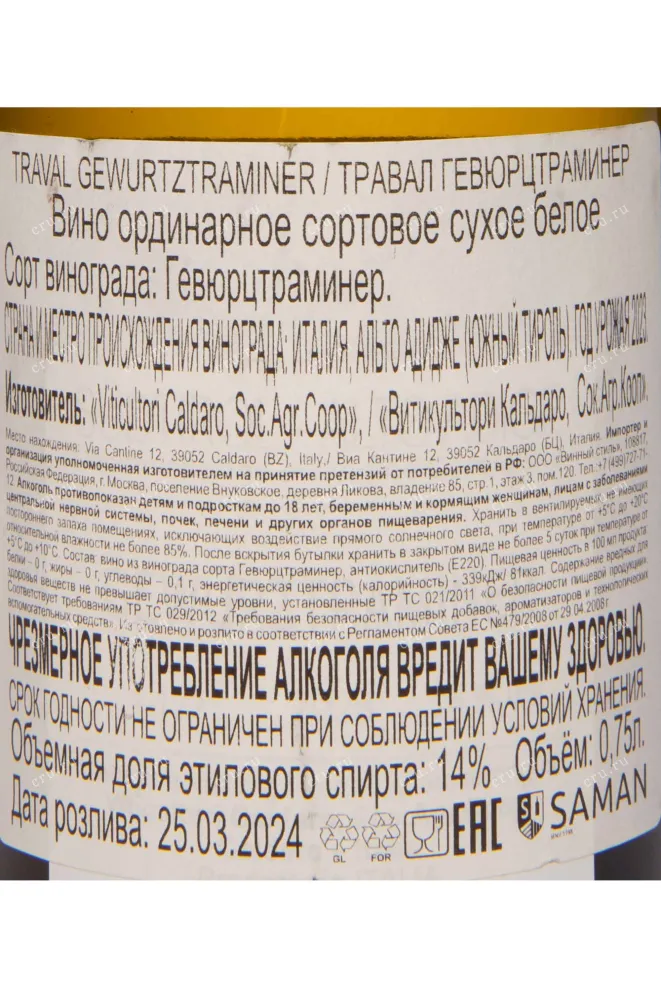 TRAVAL GEWURTZTRAMINER / ТРАВАЛ ГЕВЮРЦТРАМИНЕР
Вино ординарное сортовое сухое белое
Сорт винограда: Гевюрцтраминер.
СТРАНА И МЕСТРО ПРОИСХОЖДЕНИЯ ВИНОГРАДА: ИТАЛИЯ, АЛЬТО АДИДЖЕ (ЮЖНЫЙ ТИРОЛЬ). ГОД УРОЖАЯ 2023.
Изготовитель: «Viticultori Caldaro, Soc.Agr.Coop», / «Витикультори Кальдаро, Сок.Агр.Кооп».
Место нахождения: Via Cantine 12, 39052 Caldaro (BZ), Italy,/ Виа Кантине 12, 39052 Кальдаро (БЦ), Италия. Импортер и
организация уполномоченная изготовителем на принятие претензий от потребителей в РФ: ООО «Винный стиль», 108817,
Российская Федерация, г. Москва, поселение Внуковское, деревня Ликова, владение 85, стр.1, этаж 3, пом.120. Тел.:+7(499)727-71-
12 Алкоголь противопоказан детям и подросткам до 18 лет, беременным и кормящим женщинам, лицам с заболеваниями
центральной нервной системы, почек, печени и других органов пищеварения. Хранить в вентилируемых, не имеющих
постороннего запаха помещениях, исключающих воздействие прямого солнечного света, при температуре от +5°С до +20°С
относительной влажности не более 85%. После вскрытия бутылки хранить в закрытом виде не более 5 суток при температуре от
+5°С до +10°С. Состав: вино из винограда сорта Гевюрцтраминер, антиокислитель (Е220). Пищевая ценность в 100 мл продукта:
белки – 0 г, жиры – 0 г, углеводы – 0,1 г, энергетическая ценность (калорийность) - 339кДж/ 81ккал. Содержание вредных для
здоровья веществ не превышает допустимые уровни, установленные ТР ТС 021/2011 «О безопасности пищевой продукции».
Соответствует требованиям ТР ТС 029/2012 «Требования безопасности пищевых добавок, ароматизаторов и технологических
вспомогательных средств». Изготовлено и розлито в соответствии с Регламентом Совета ЕС №479/2008 от 29.04.2008г
ЧРЕЗМЕРНОЕ УПОТРЕБЛЕНИЕ АЛКОГОЛЯ ВРЕДИТ ВАШЕМУ ЗДОРОВЬЮ.
СРОК ГОДНОСТИ НЕ ОГРАНИЧЕН ПРИ СОБЛЮДЕНИИ УСЛОВИЙ ХРАНЕНИЯ.
Объемная доля этилового спирта: 14% Объём: 0,75л.
Дата розлива: 25.03.2024 GL FOR EAC SAMAN